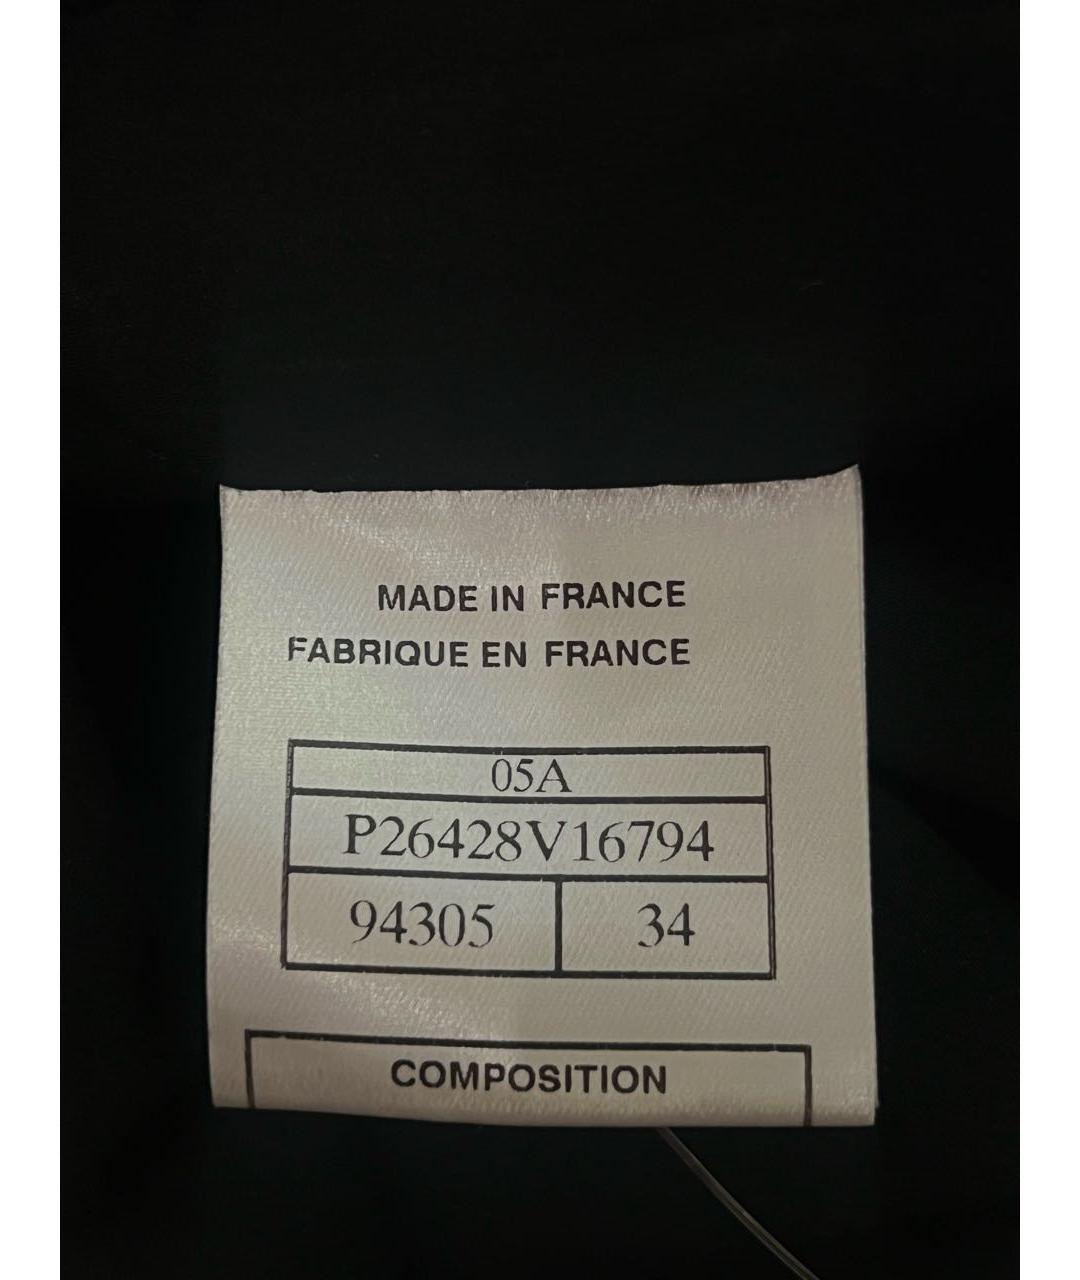 MADE IN FRANCE
FABRIQUE EN FRANCE
05A
P26428V16794
94305 34
COMPOSITION